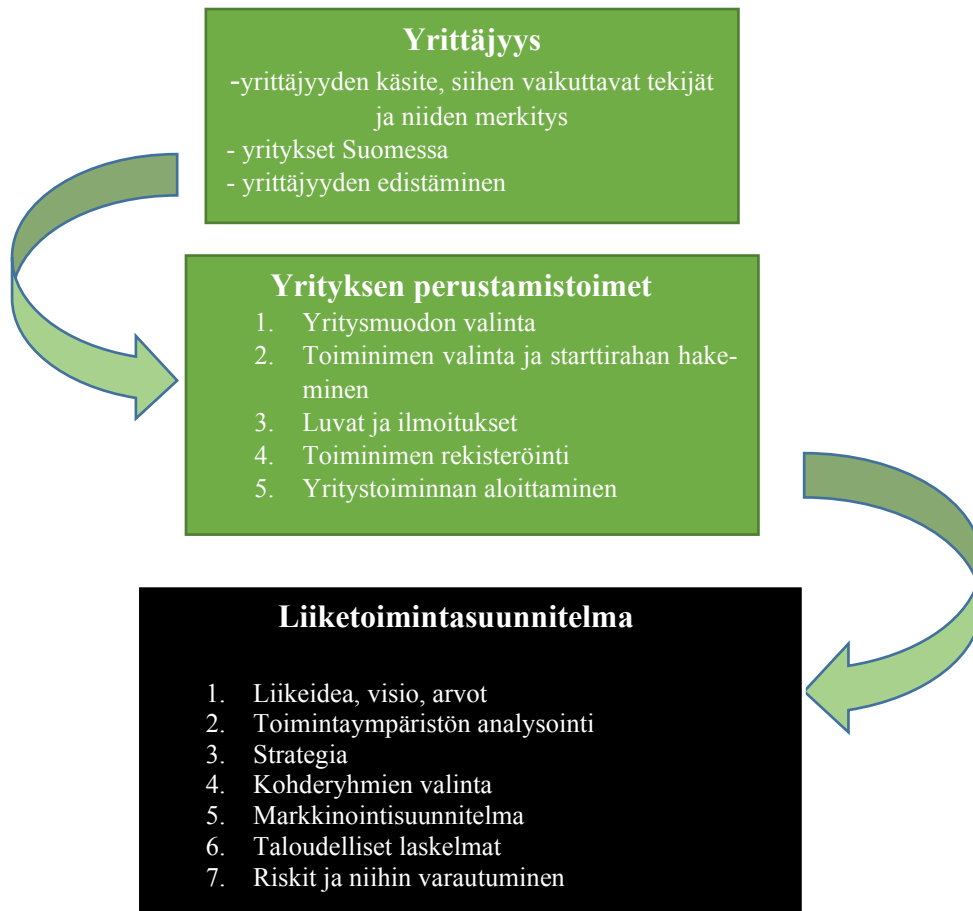 Yrittäjyys
-yrittäjyyden käsite, siihen vaikuttavat tekijät
ja niiden merkitys
- yritykset Suomessa
- yrittäjyyden edistäminen
Yrityksen perustamistoimet
1. Yritysmuodon valinta
2. Toiminimen valinta ja starttirahan hake-
minen
3. Luvat ja ilmoitukset
4. Toiminimen rekisteröinti
5. Yritystoiminnan aloittaminen
Liiketoimintasuunnitelma
1. Liikeidea, visio, arvot
2. Toimintaympäristön analysointi
3. Strategia
4. Kohderyhmien valinta
5. Markkinointisuunnitelma
6. Taloudelliset laskelmat
7. Riskit ja niihin varautuminen